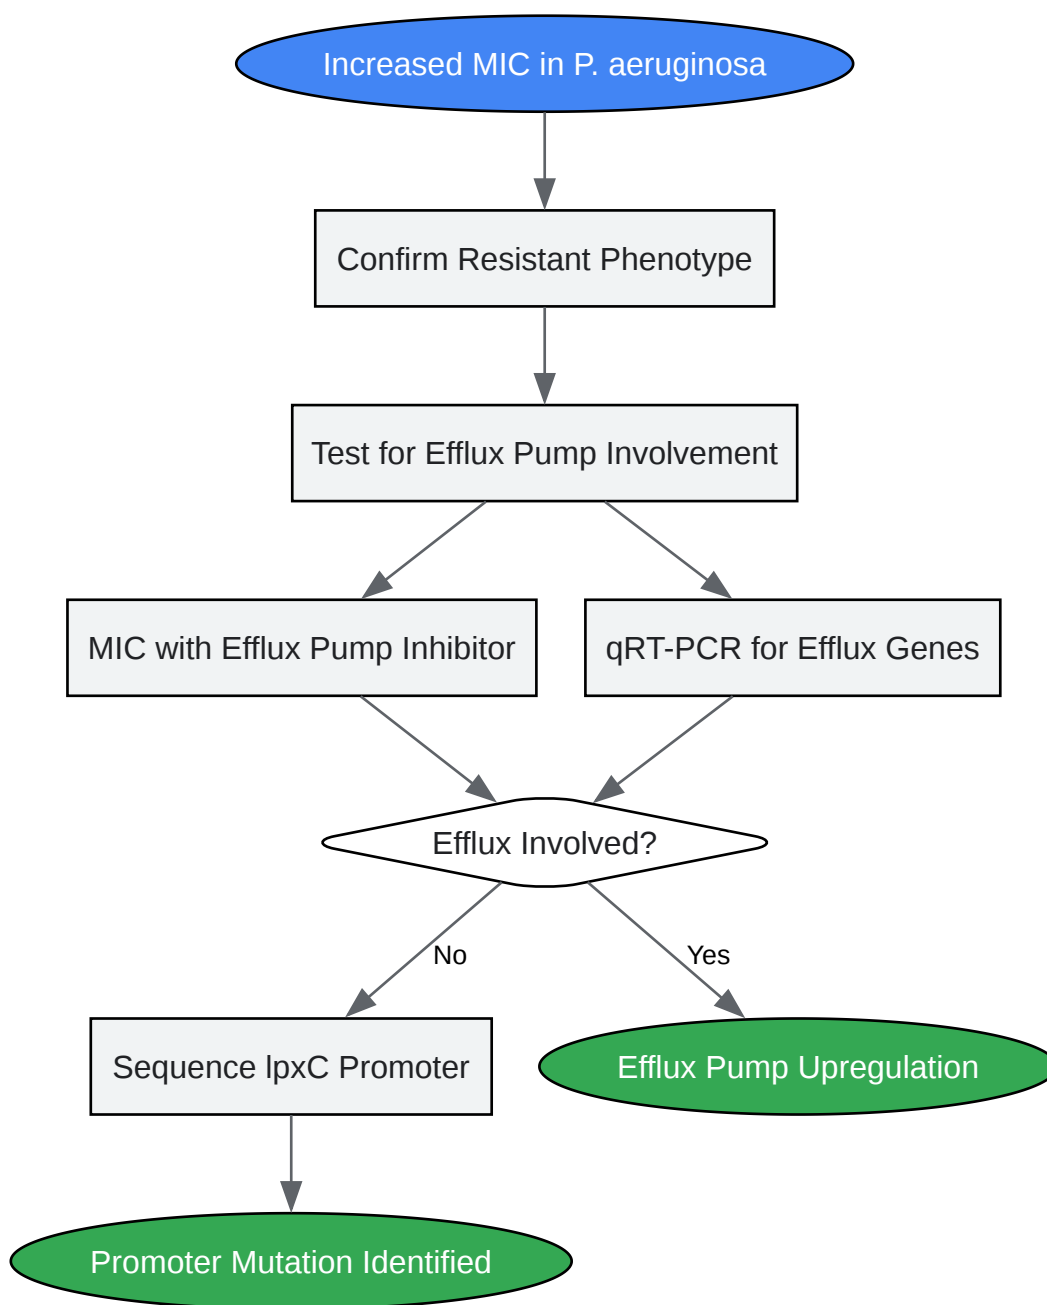 Increased MIC in P. aeruginosa
Confirm Resistant Phenotype
Test for Efflux Pump Involvement
MIC with Efflux Pump Inhibitor
qRT-PCR for Efflux Genes
Efflux Involved?
No
Yes
Sequence lpxC Promoter
Efflux Pump Upregulation
Promoter Mutation Identified